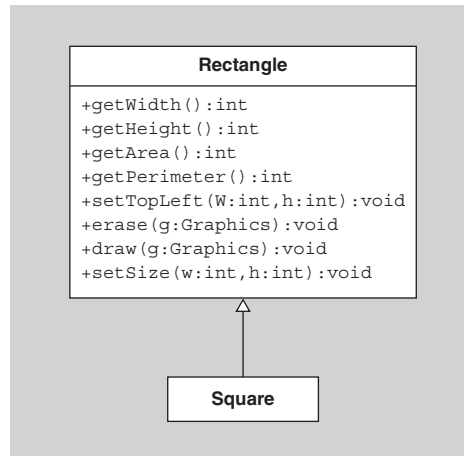 Rectangle
+getWidth():int
+getHeight():int
+getArea():int
+getPerimeter():int
+setTopLeft(W:int,h:int):void
+erase(g:Graphics):void
+draw(g:Graphics):void
+setSize(w:int,h:int):void
Square